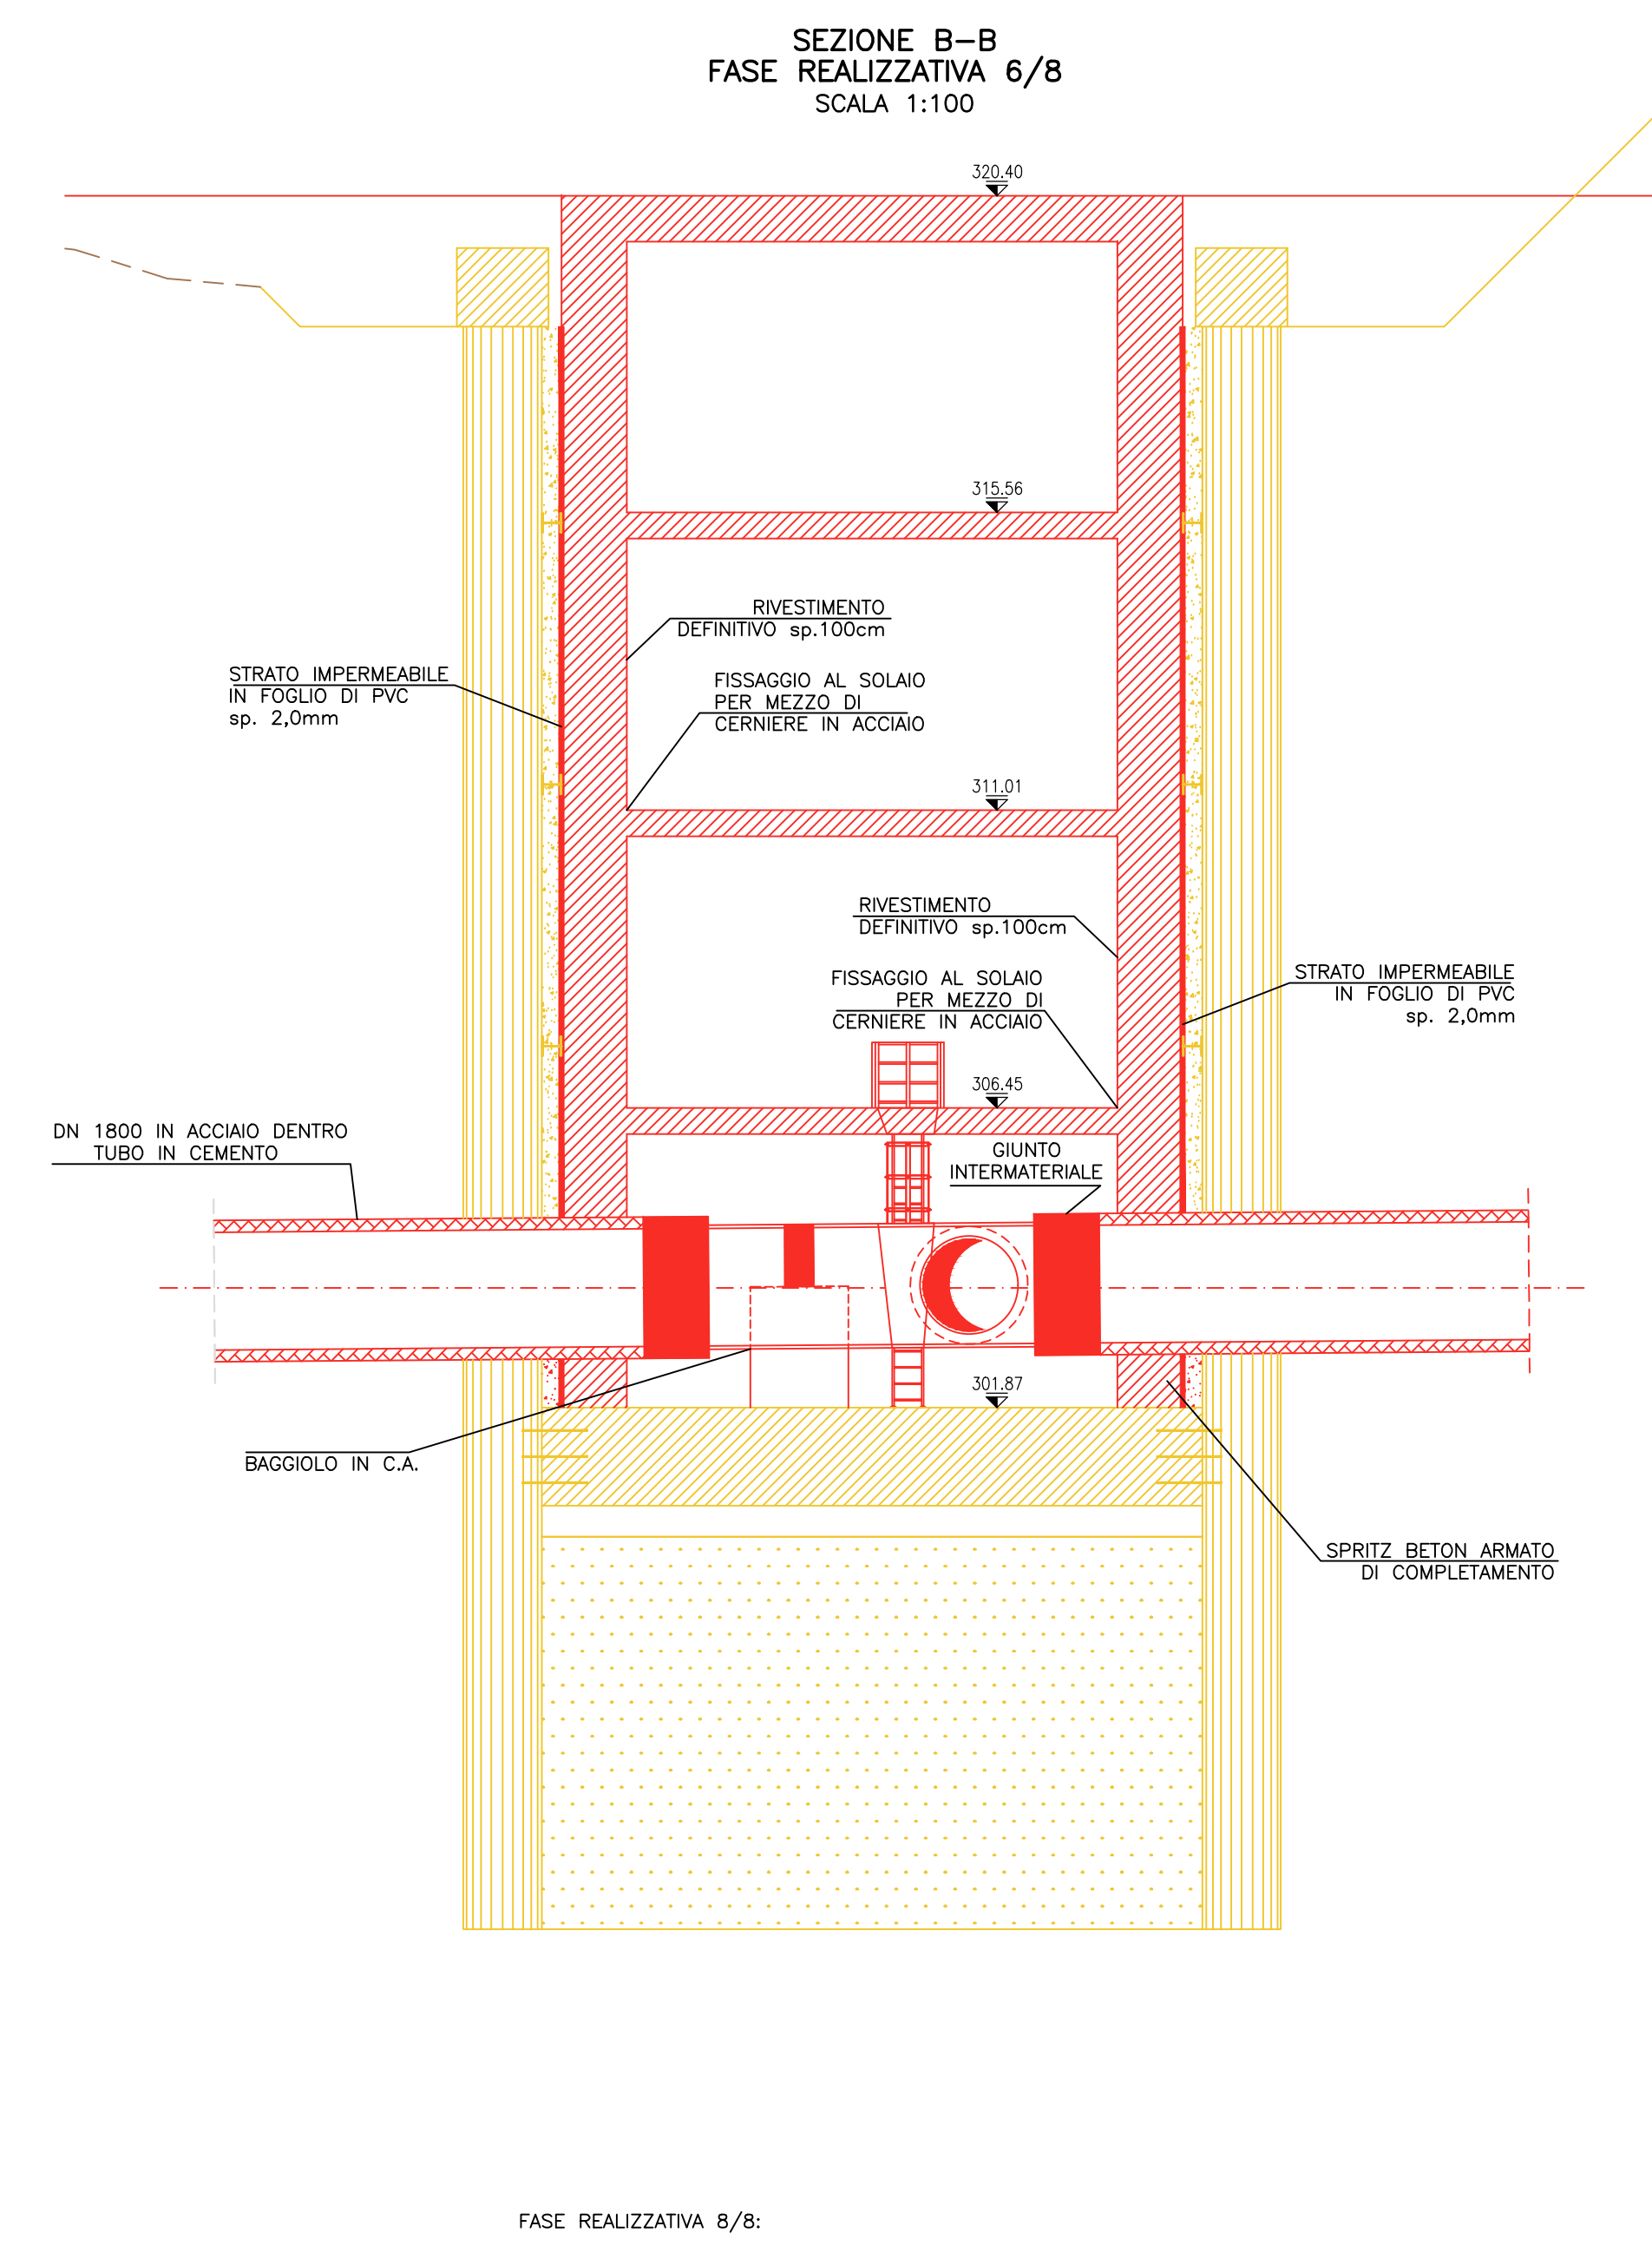 SEZIONE B-B
FASE REALIZZATIVA 6/8
SCALA 1:100
320.40
315.56
RIVESTIMENTO
DEFINITIVO sp.100cm
STRATO IMPERMEABILE
IN FOGLIO DI PVC
sp. 2,0mm
FISSAGGIO AL SOLAIO
PER MEZZO DI
CERNIERE IN ACCIAIO
311.01
RIVESTIMENTO
DEFINITIVO sp.100cm
FISSAGGIO AL SOLAIO
PER MEZZO DI
CERNIERE IN ACCIAIO
STRATO IMPERMEABILE
IN FOGLIO DI PVC
sp. 2,0mm
306.45
DN 1800 IN ACCIAIO DENTRO
TUBO IN CEMENTO
GIUNTO
INTERMATERIALE
301.87
BAGGIOLO IN C.A.
SPRITZ BETON ARMATO
DI COMPLETAMENTO
FASE REALIZZATIVA 8/8: